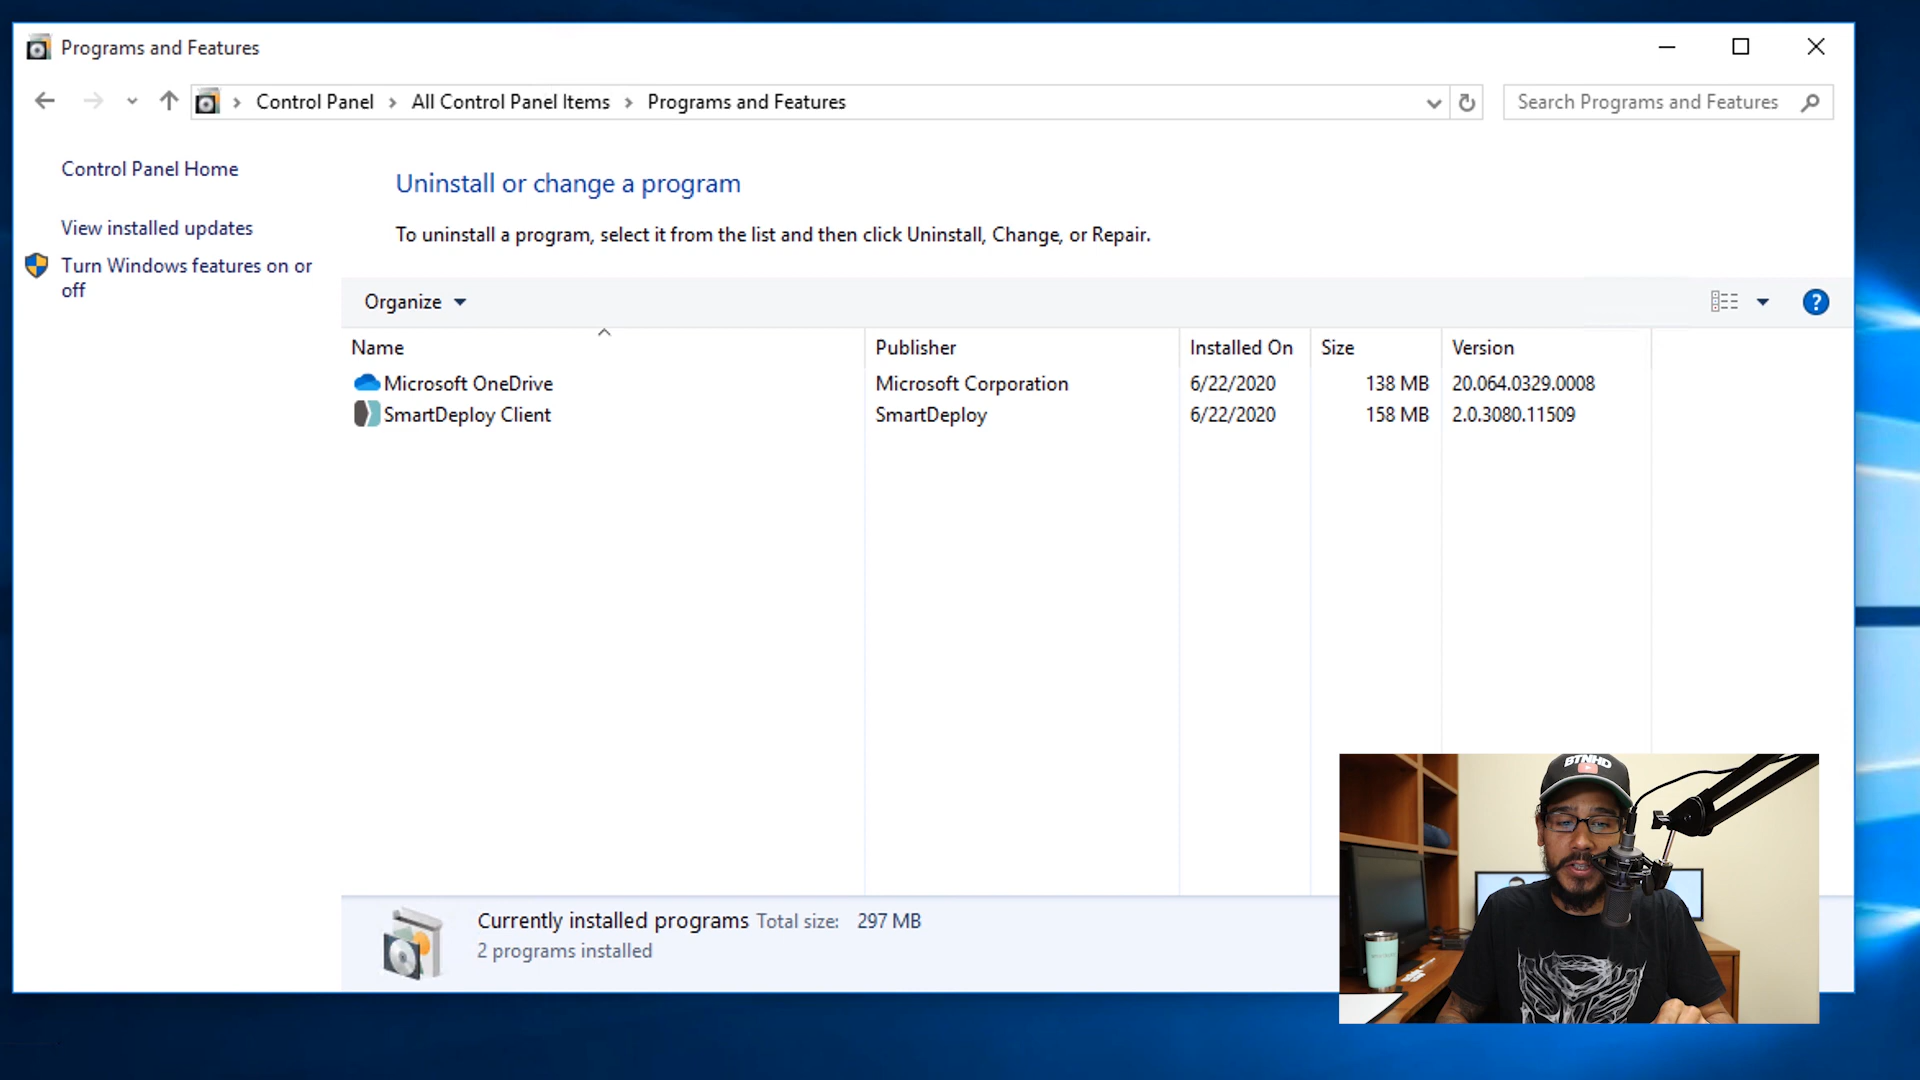 Programs and Features
Control Panel > All Control Panel Items > Programs and Features
Search Programs and Features
Control Panel Home
View installed updates
Turn Windows features on or
off
Uninstall or change a program
To uninstall a program, select it from the list and then click Uninstall, Change, or Repair.
Organize
Name Publisher Installed On Size Version
Microsoft OneDrive Microsoft Corporation 6/22/2020 138 MB 20.064.0329.0008
SmartDeploy Client SmartDeploy 6/22/2020 158 MB 2.0.3080.11509
Currently installed programs Total size: 297 MB
2 programs installed
BTNHD